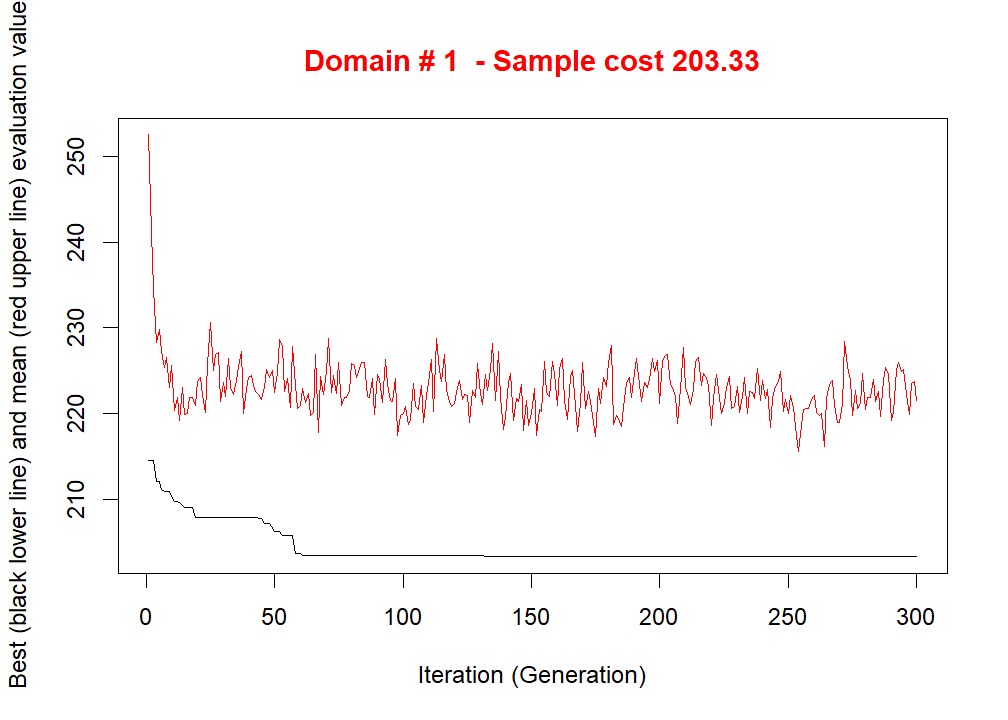 Domain # 1  - Sample cost 203.33
Best (black lower line) and mean (red upper line) evaluation value
250
240
230
220
210
0 50 100 150 200 250 300
Iteration (Generation)